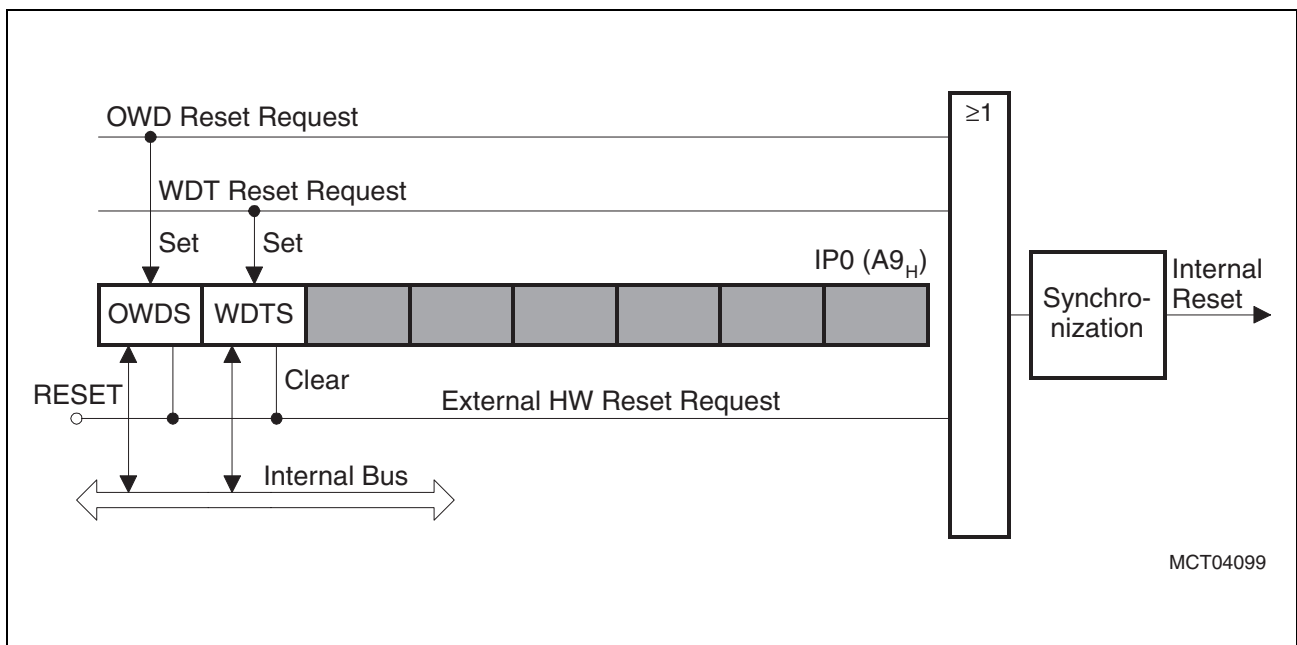 OWD Reset Request
≥1
WDT Reset Request
Set
Set
IP0 (A9H)
OWDS
WDTS
Synchro-
nization
Internal
Reset
Clear
RESET
External HW Reset Request
Internal Bus
MCT04099